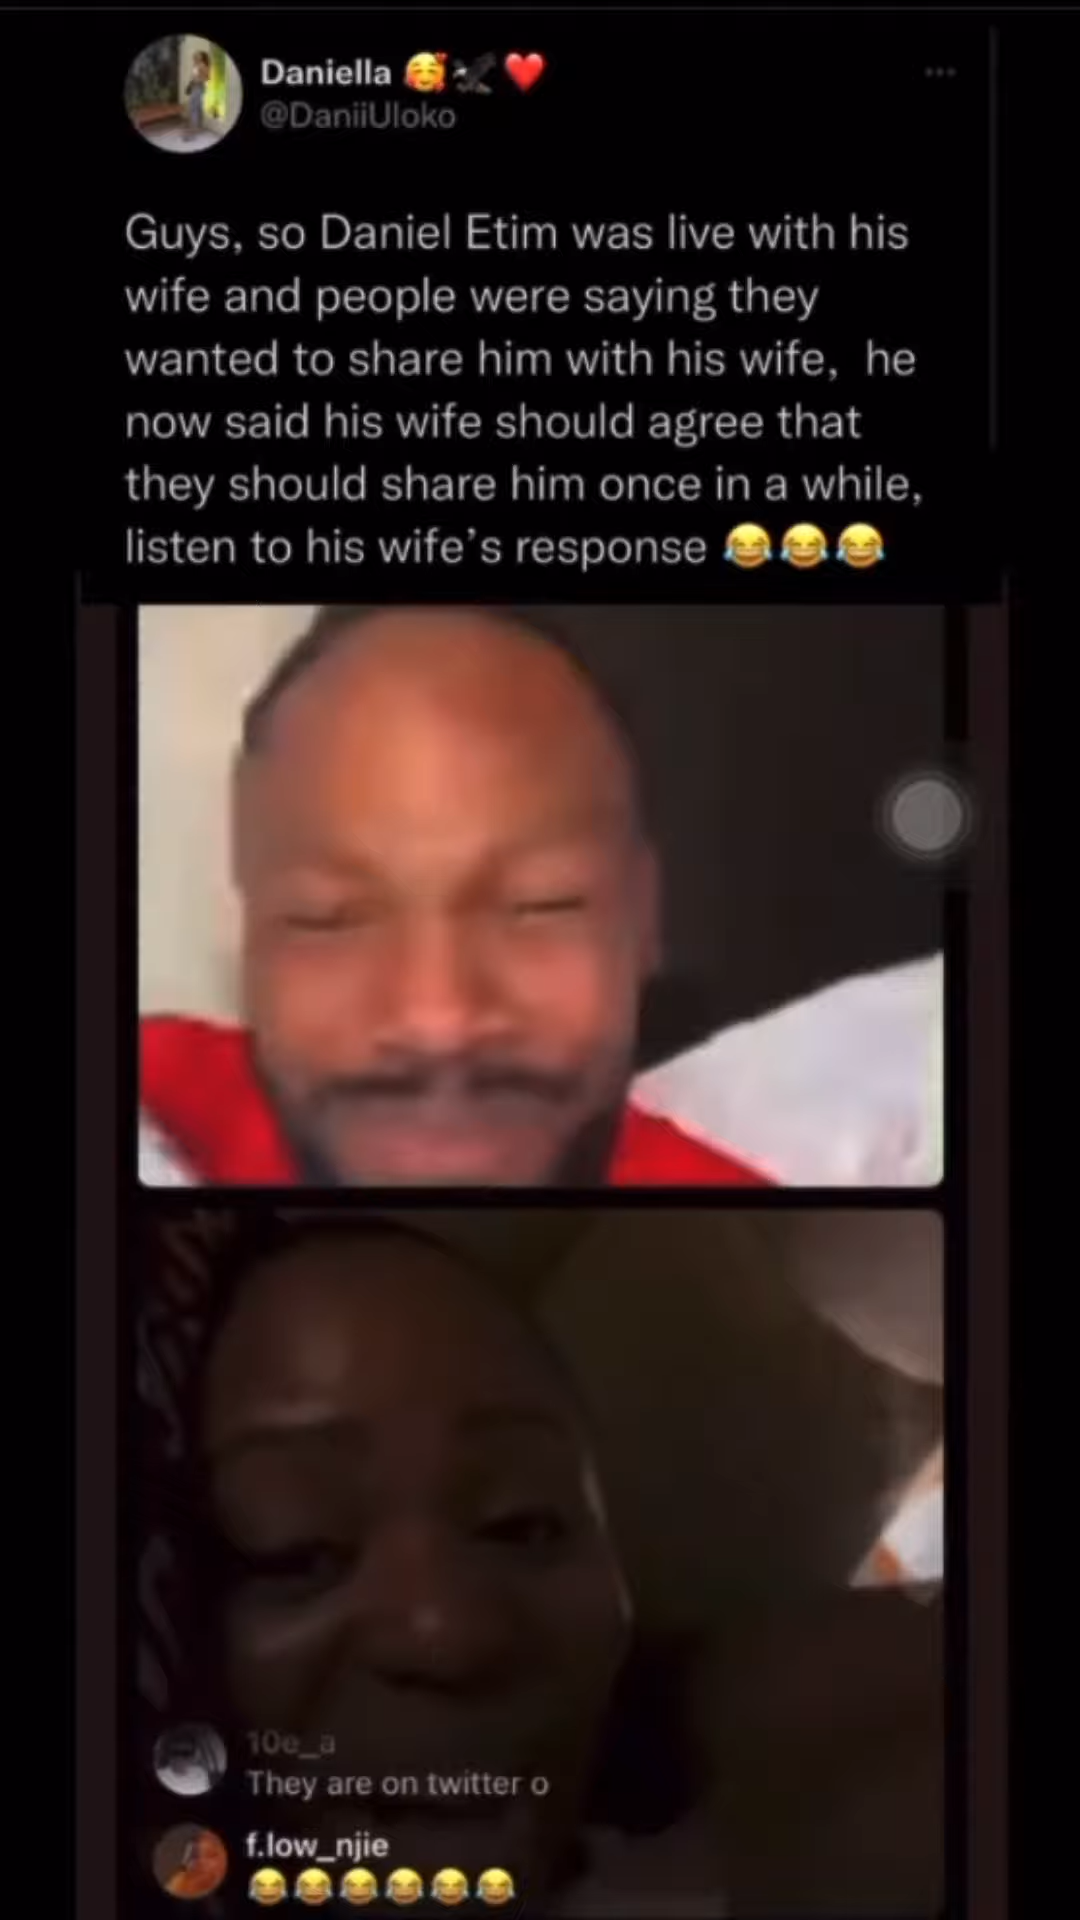 Daniella 🥰🦅❤️
@DaniiUloko
Guys, so Daniel Etim was live with his
wife and people were saying they
wanted to share him with his wife,  he
now said his wife should agree that
they should share him once in a while,
listen to his wife’s response 😂😂😂
10e_a
They are on twitter o
f.low_njie
😂😂😂😂😂😂